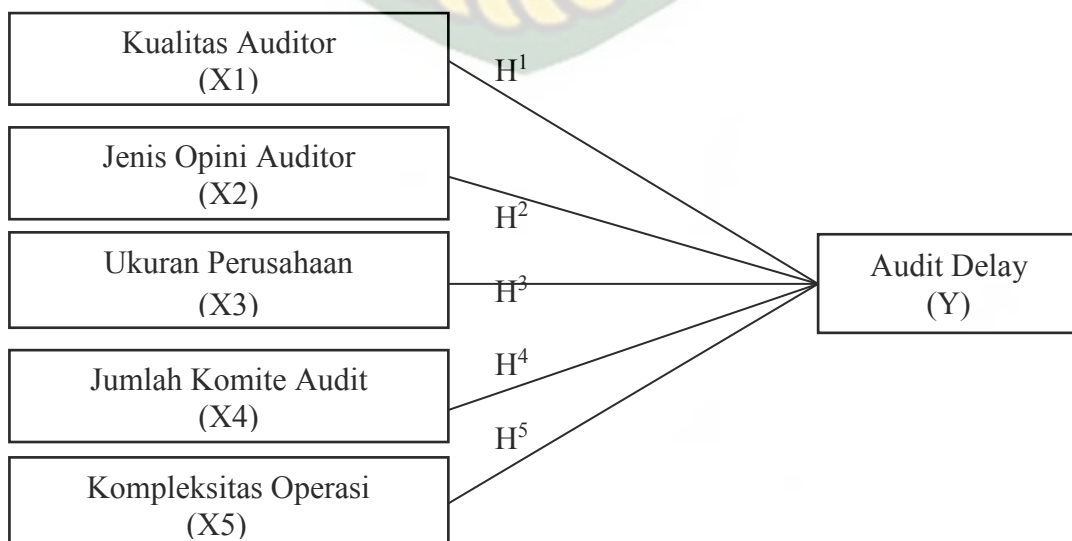 Kualitas Auditor
(X1)
H¹
Jenis Opini Auditor
(X2)
H²
Ukuran Perusahaan
(X3)
H³
Audit Delay
(Y)
Jumlah Komite Audit
(X4)
H⁴
Kompleksitas Operasi
(X5)
H⁵